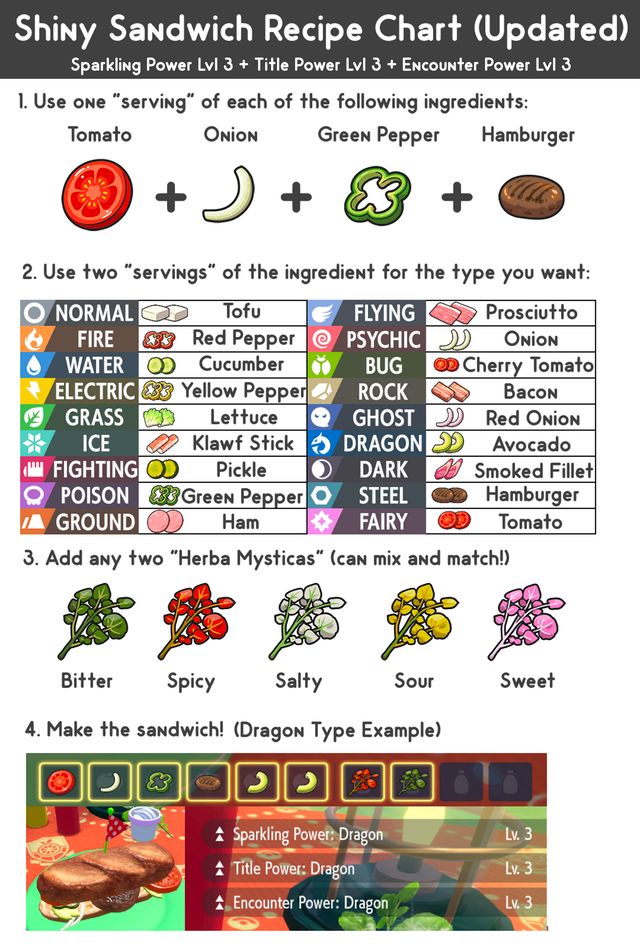 Shiny Sandwich Recipe Chart (Updated)
Sparkling Power Lvl 3 + Title Power Lvl 3 + Encounter Power Lvl 3
1. Use one "serving" of each of the following ingredients:
Tomato Onion Green Pepper Hamburger
+ + +
2. Use two "servings" of the ingredient for the type you want:
NORMAL Tofu FLYING Prosciutto
FIRE Red Pepper PSYCHIC Onion
WATER Cucumber BUG Cherry Tomato
ELECTRIC Yellow Pepper ROCK Bacon
GRASS Lettuce GHOST Red Onion
ICE Klawf Stick DRAGON Avocado
FIGHTING Pickle DARK Smoked Fillet
POISON Green Pepper STEEL Hamburger
GROUND Ham FAIRY Tomato
3. Add any two "Herba Mysticas" (can mix and match!)
Bitter Spicy Salty Sour Sweet
4. Make the sandwich! (Dragon Type Example)
Sparkling Power: Dragon Lv. 3
Title Power: Dragon Lv. 3
Encounter Power: Dragon Lv. 3